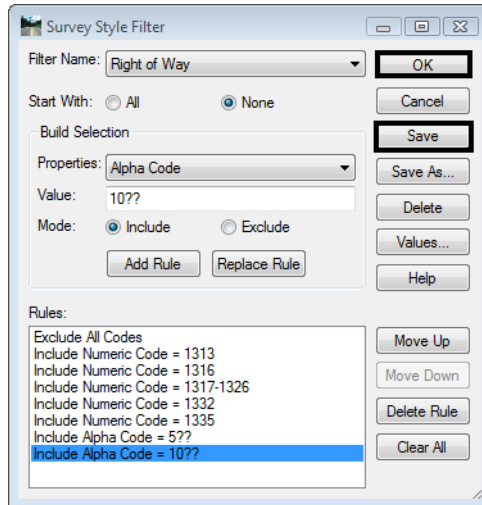 Survey Style Filter
Filter Name: Right of Way OK
Start With: All None Cancel
Build Selection Save
Properties: Alpha Code Save As...
Value: 10?? Delete
Mode: Include Exclude Values...
Add Rule Replace Rule Help
Rules:
Exclude All Codes Move Up
Include Numeric Code = 1313
Include Numeric Code = 1316
Include Numeric Code = 1317-1326 Move Down
Include Numeric Code = 1332
Include Numeric Code = 1335 Delete Rule
Include Alpha Code = 5??
Include Alpha Code = 10?? Clear All